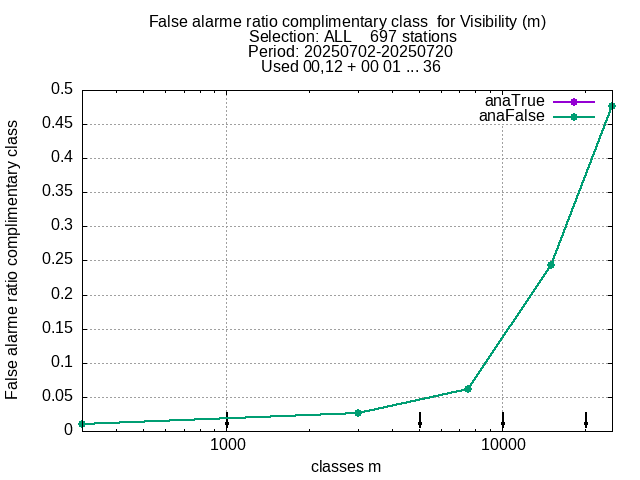 False alarme ratio complimentary class  for Visibility (m)
Selection: ALL    697 stations
Period: 20250702-20250720
Used 00,12 + 00 01 ... 36
anaTrue
anaFalse
False alarme ratio complimentary class
0.5
0.45
0.4
0.35
0.3
0.25
0.2
0.15
0.1
0.05
0
1000
10000
classes m